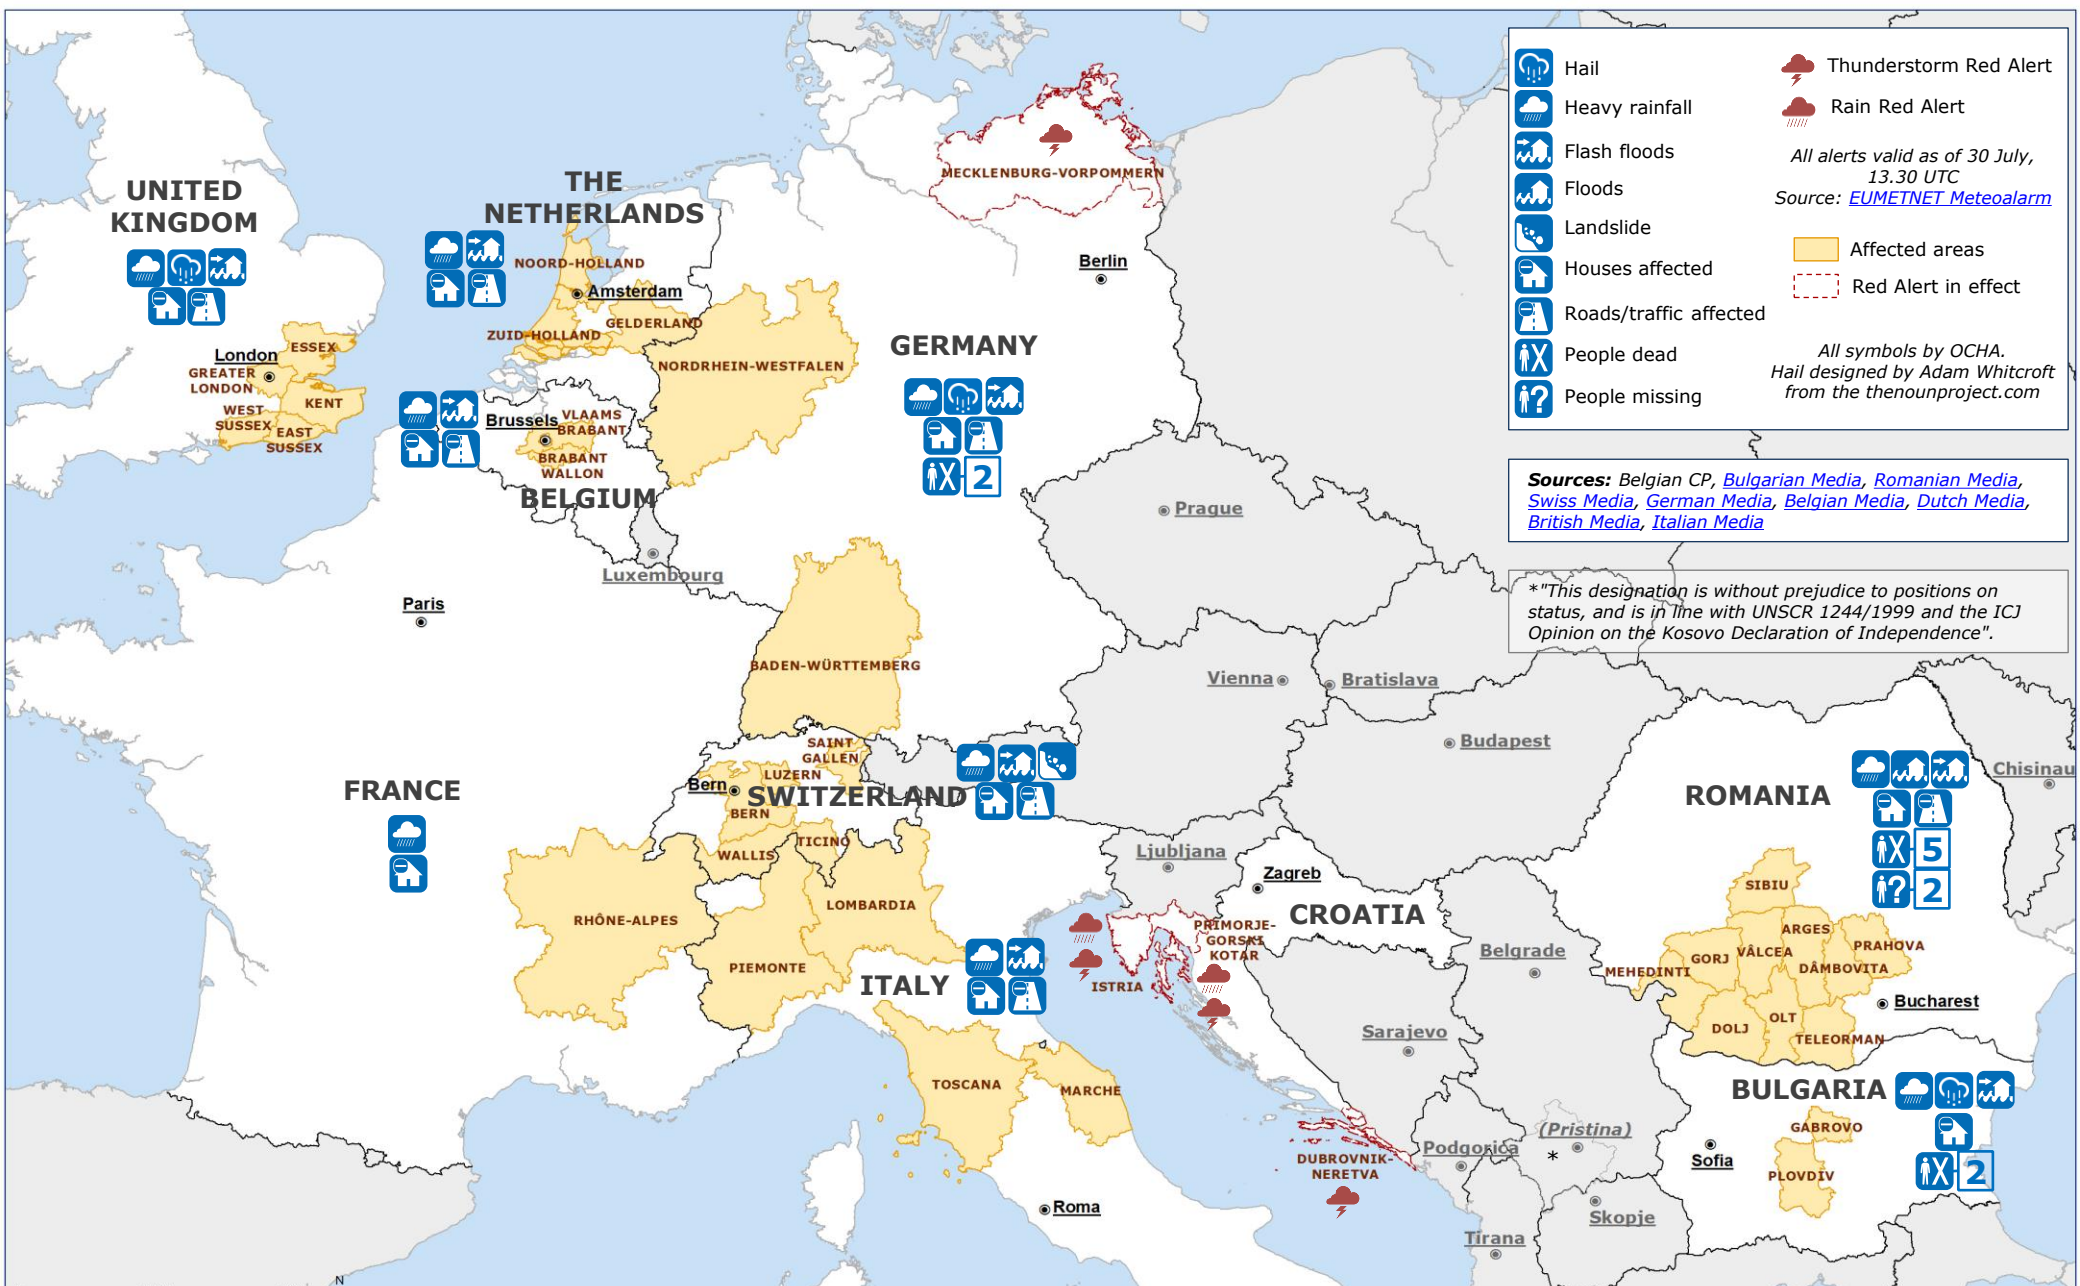 UNITED
KINGDOM
London
ESSEX
GREATER
LONDON
KENT
WEST
SUSSEX
EAST
SUSSEX
THE
NETHERLANDS
NOORD-HOLLAND
Amsterdam
GELDERLAND
ZUID-HOLLAND
Brussels
VLAAMS
BRABANT
BRABANT
WALLON
BELGIUM
Luxembourg
MECKLENBURG-VORPOMMERN
Berlin
GERMANY
NORDRHEIN-WESTFALEN
2
BADEN-WÜRTTEMBERG
Prague
Vienna
Bratislava
Budapest
Paris
FRANCE
RHÔNE-ALPES
SAINT
GALLEN
LUZERN
Bern
SWITZERLAND
BERN
TICINO
WALLIS
LOMBARDIA
PIEMONTE
ITALY
TOSCANA
MARCHE
Roma
Ljubljana
Zagreb
CROATIA
PRIMORJE-
GORSKI
KOTAR
ISTRIA
DUBROVNIK-
NERETVA
Belgrade
Sarajevo
Podgorica
(Pristina)
*
Skopje
Tirana
Chisinau
ROMANIA
5
2
SIBIU
ARGES
PRAHOVA
VÂLCEA
GORJ
DÂMBOVITA
MEHEDINTI
Bucharest
OLT
DOLJ
TELEORMAN
BULGARIA
GABROVO
Sofia
PLOVDIV
2
N
Hail
Heavy rainfall
Flash floods
Floods
Landslide
Houses affected
Roads/traffic affected
People dead
People missing
Thunderstorm Red Alert
Rain Red Alert
All alerts valid as of 30 July,
13.30 UTC
Source: EUMETNET Meteoalarm
Affected areas
Red Alert in effect
All symbols by OCHA.
Hail designed by Adam Whitcroft
from the thenounproject.com
Sources: Belgian CP, Bulgarian Media, Romanian Media,
Swiss Media, German Media, Belgian Media, Dutch Media,
British Media, Italian Media
*"This designation is without prejudice to positions on
status, and is in line with UNSCR 1244/1999 and the ICJ
Opinion on the Kosovo Declaration of Independence".